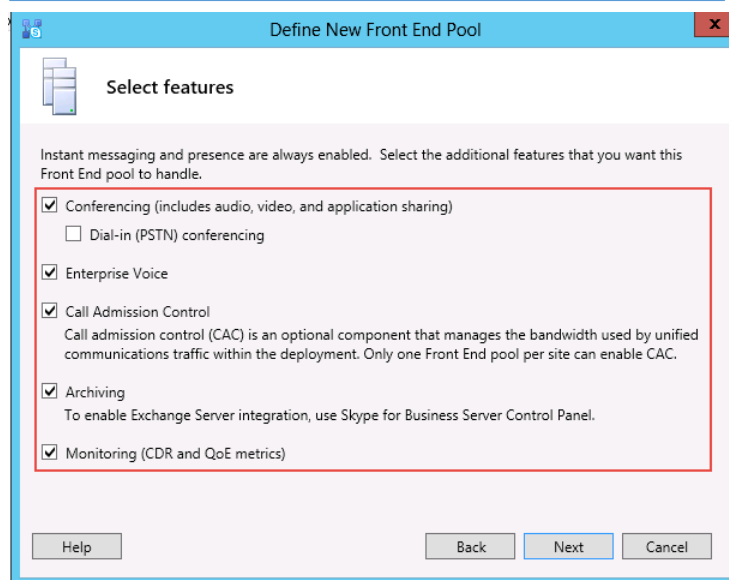 Define New Front End Pool
x
Select features
Instant messaging and presence are always enabled. Select the additional features that you want this
Front End pool to handle.
Conferencing (includes audio, video, and application sharing)
Dial-in (PSTN) conferencing
Enterprise Voice
Call Admission Control
Call admission control (CAC) is an optional component that manages the bandwidth used by unified
communications traffic within the deployment. Only one Front End pool per site can enable CAC.
Archiving
To enable Exchange Server integration, use Skype for Business Server Control Panel.
Monitoring (CDR and QoE metrics)
Help
Back
Next
Cancel